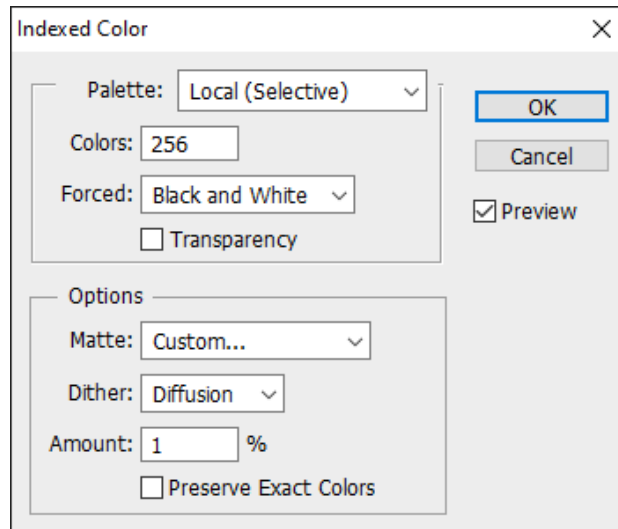 Indexed Color
Palette: Local (Selective)
OK
Colors: 256
Cancel
Forced: Black and White
Preview
Transparency
Options
Matte: Custom...
Dither: Diffusion
Amount: 1 %
Preserve Exact Colors